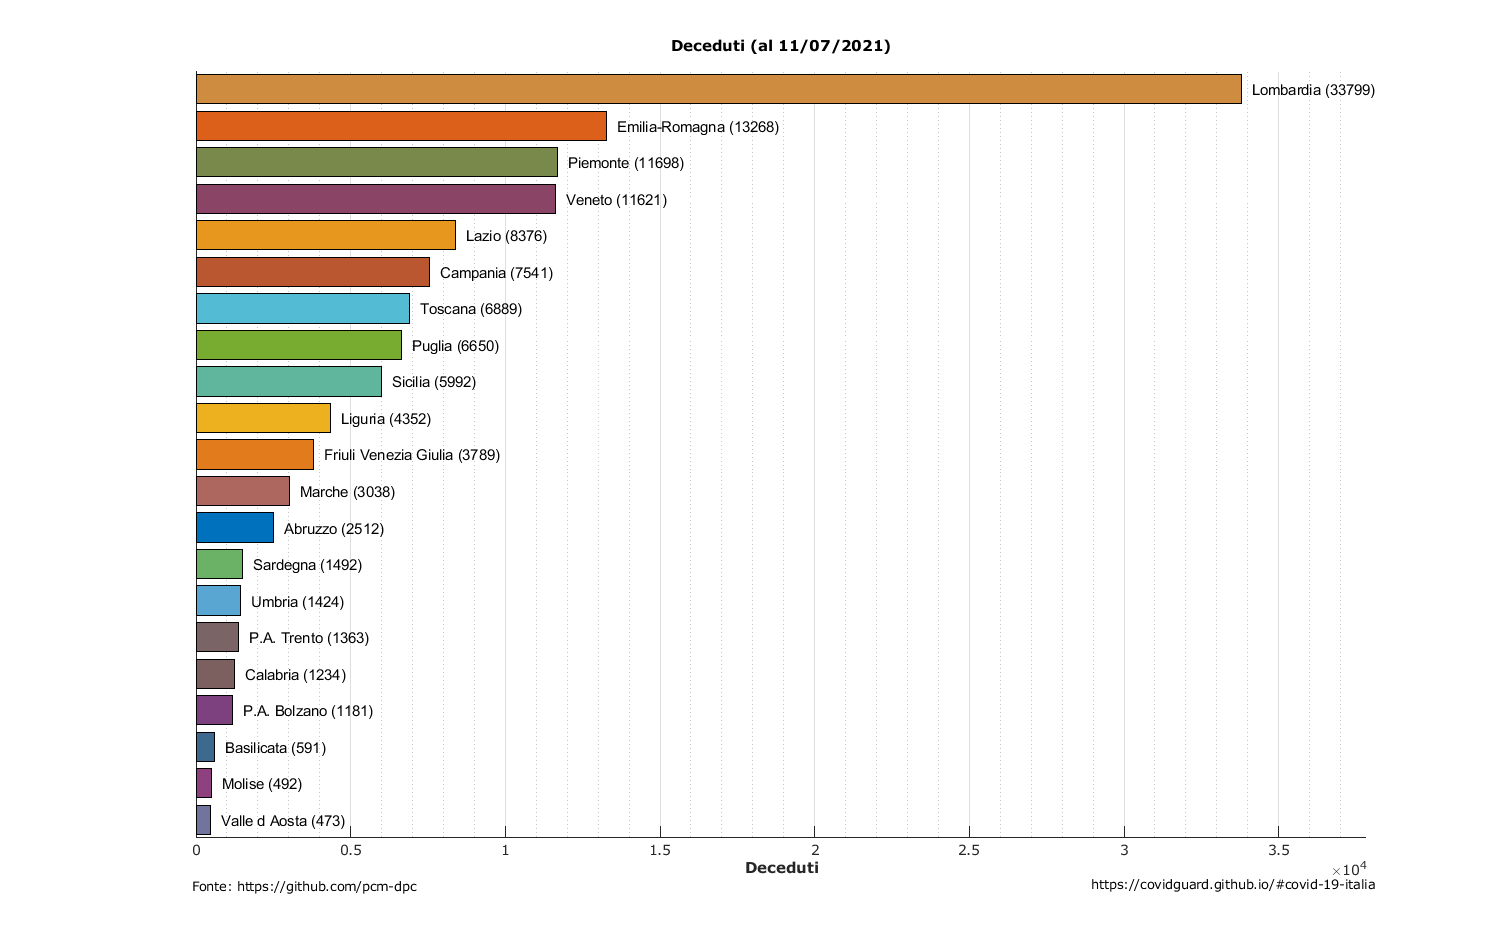 Deceduti (al 11/07/2021)
Lombardia (33799)
Emilia-Romagna (13268)
Piemonte (11698)
Veneto (11621)
Lazio (8376)
Campania (7541)
Toscana (6889)
Puglia (6650)
Sicilia (5992)
Liguria (4352)
Friuli Venezia Giulia (3789)
Marche (3038)
Abruzzo (2512)
Sardegna (1492)
Umbria (1424)
P.A. Trento (1363)
Calabria (1234)
P.A. Bolzano (1181)
Basilicata (591)
Molise (492)
Valle d Aosta (473)
0 0.5 1 1.5 2 2.5 3 3.5
×10⁴
Deceduti
Fonte: https://github.com/pcm-dpc
https://covidguard.github.io/#covid-19-italia